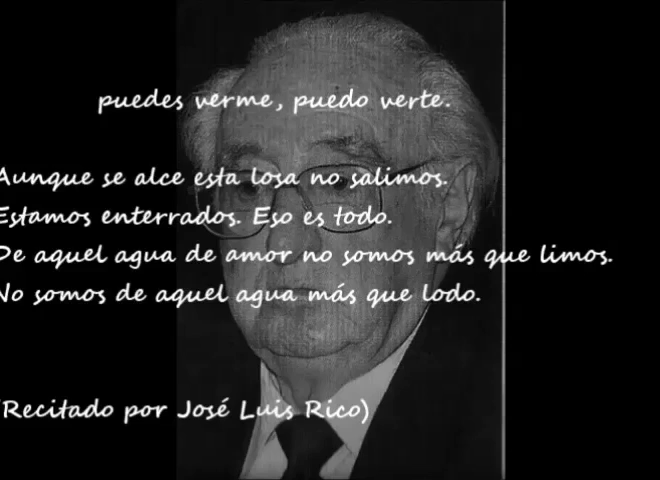 puedes verme, puedo verte.
Aunque se alce esta losa no salimos.
Estamos enterrados. Eso es todo.
De aquel agua de amor no somos más que limos.
No somos de aquel agua más que lodo.
(Recitado por José Luis Rico)